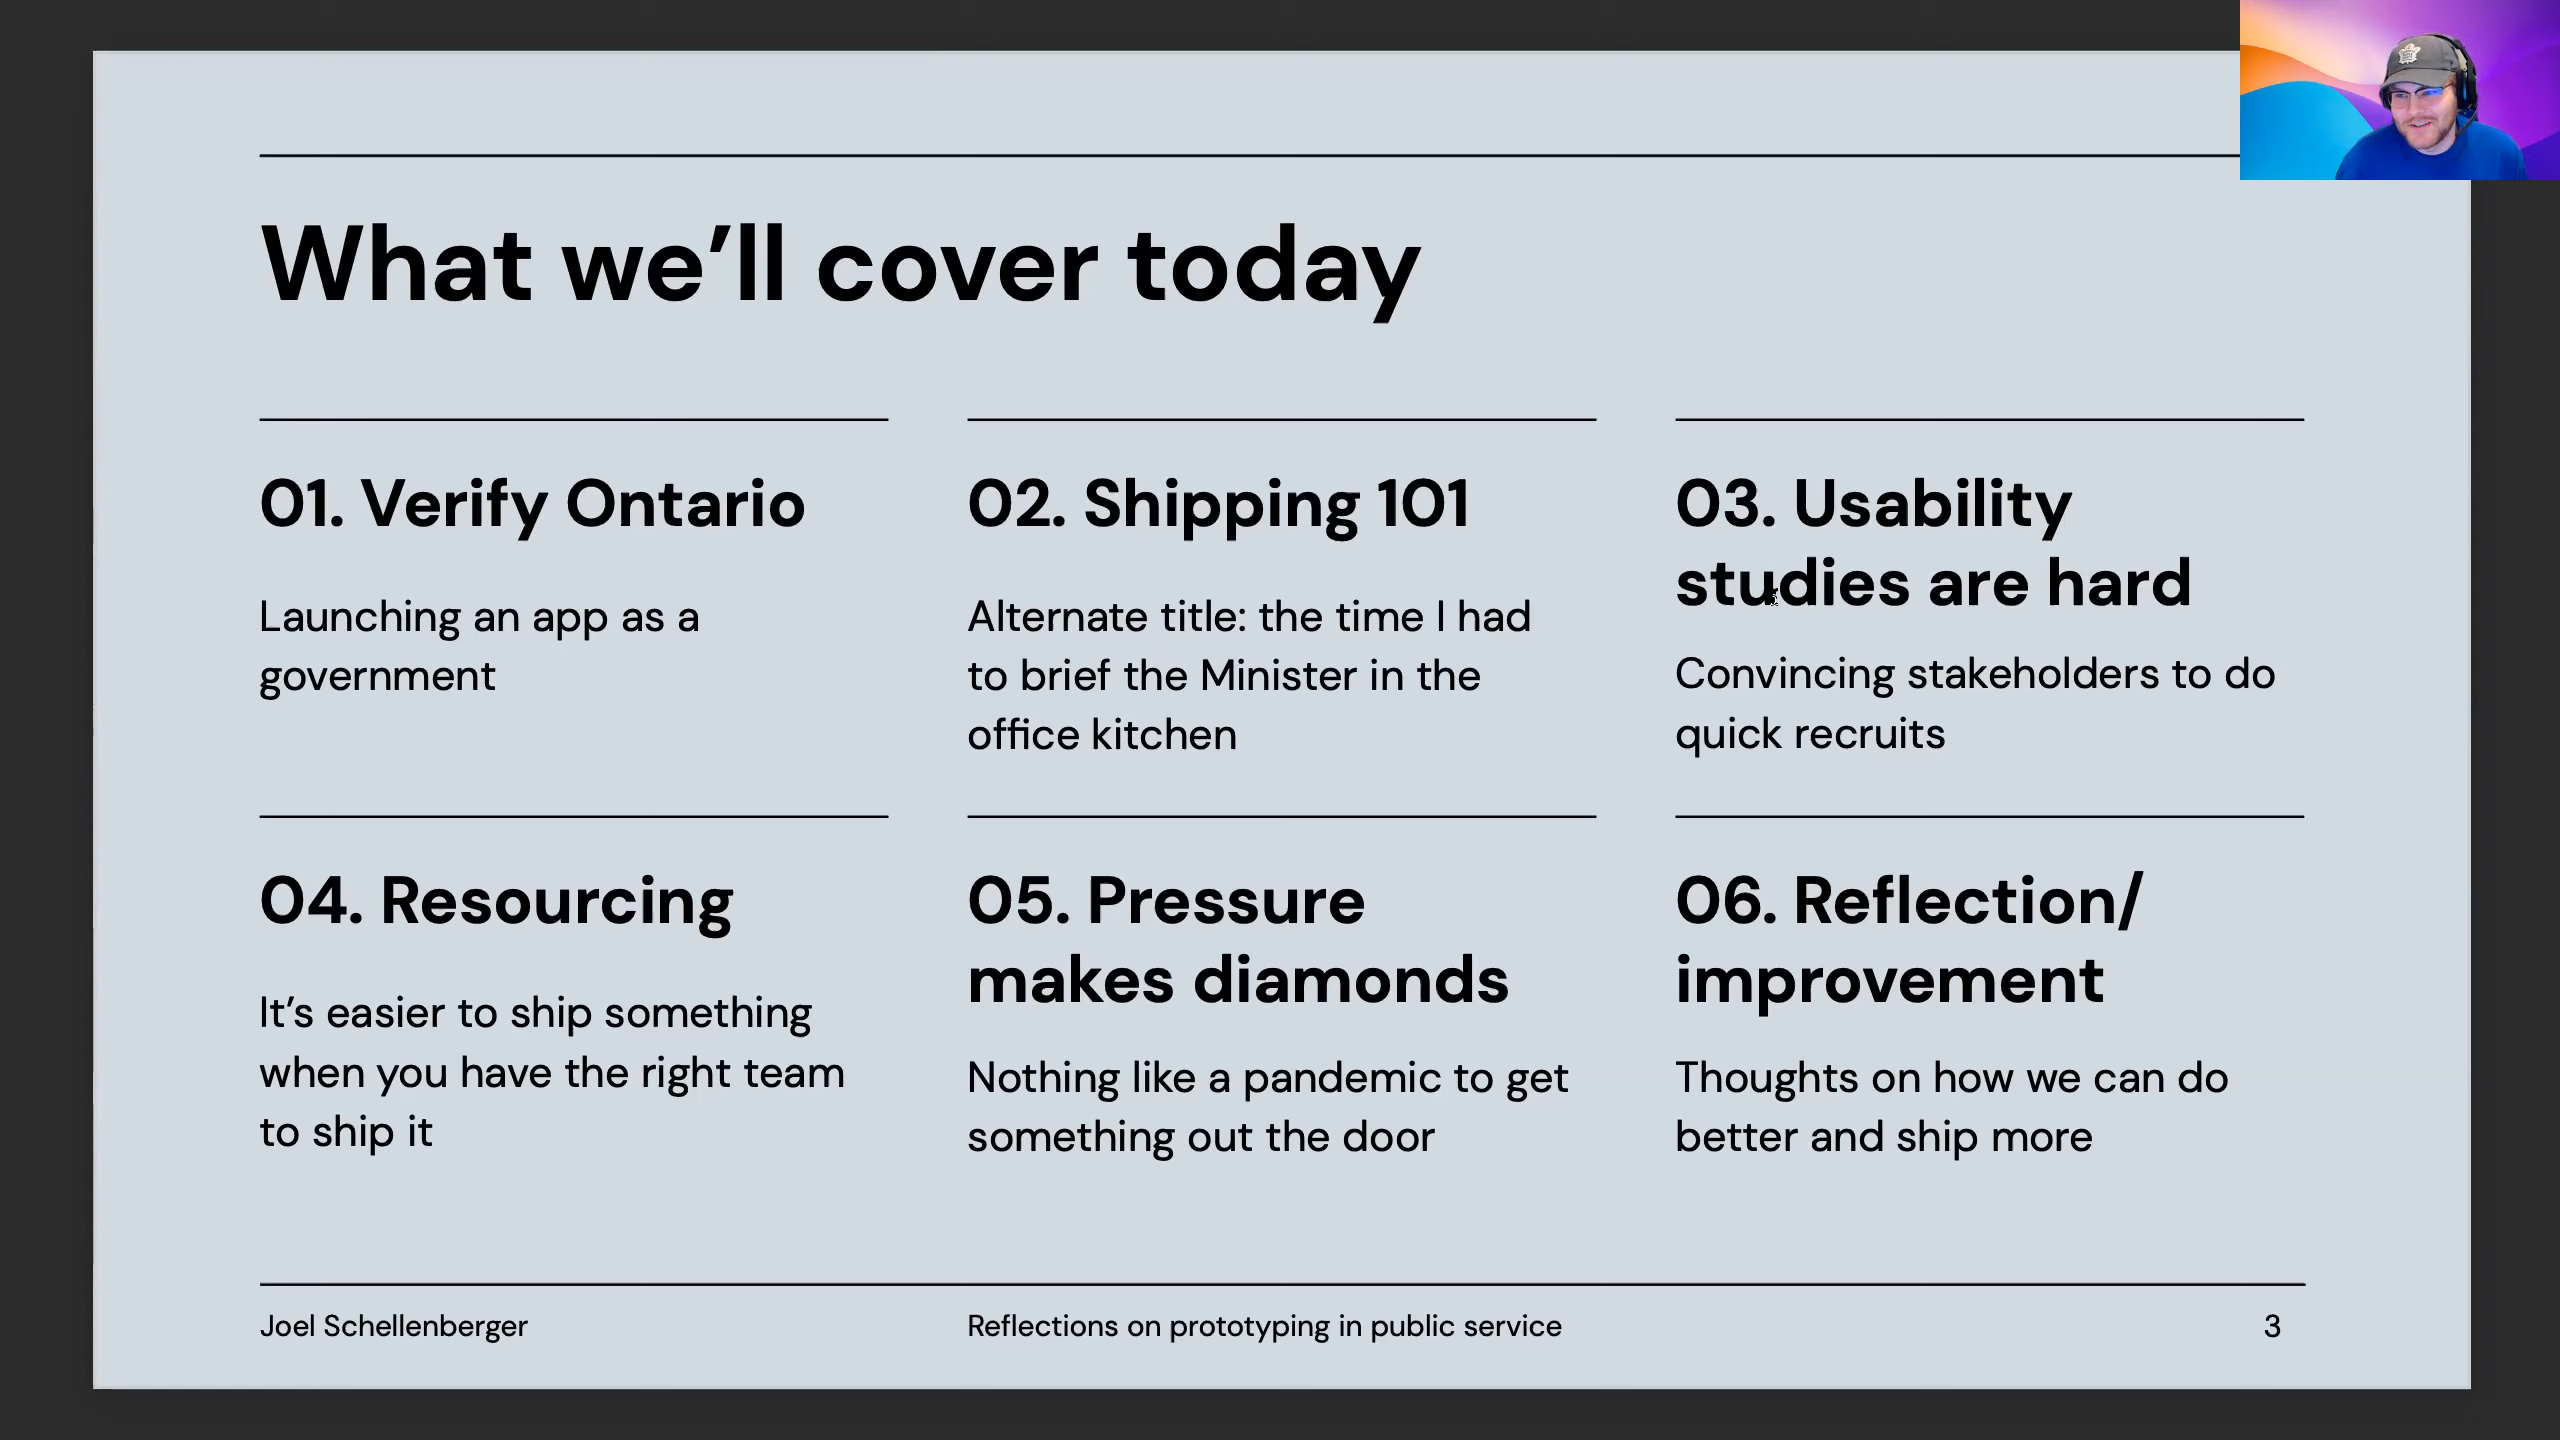 What we’ll cover today
01. Verify Ontario
Launching an app as a
government
02. Shipping 101
Alternate title: the time I had
to brief the Minister in the
office kitchen
03. Usability
studies are hard
Convincing stakeholders to do
quick recruits
04. Resourcing
It’s easier to ship something
when you have the right team
to ship it
05. Pressure
makes diamonds
Nothing like a pandemic to get
something out the door
06. Reflection/
improvement
Thoughts on how we can do
better and ship more
Joel Schellenberger
Reflections on prototyping in public service
3